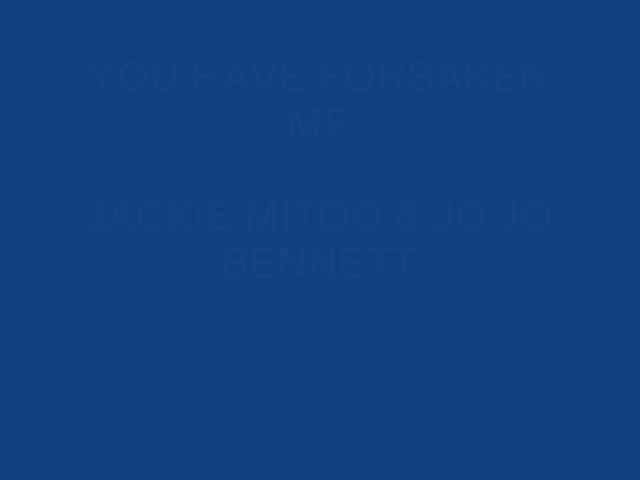 YOU HAVE FORSAKEN
ME
JACKIE MITOO & JO JO
BENNETT